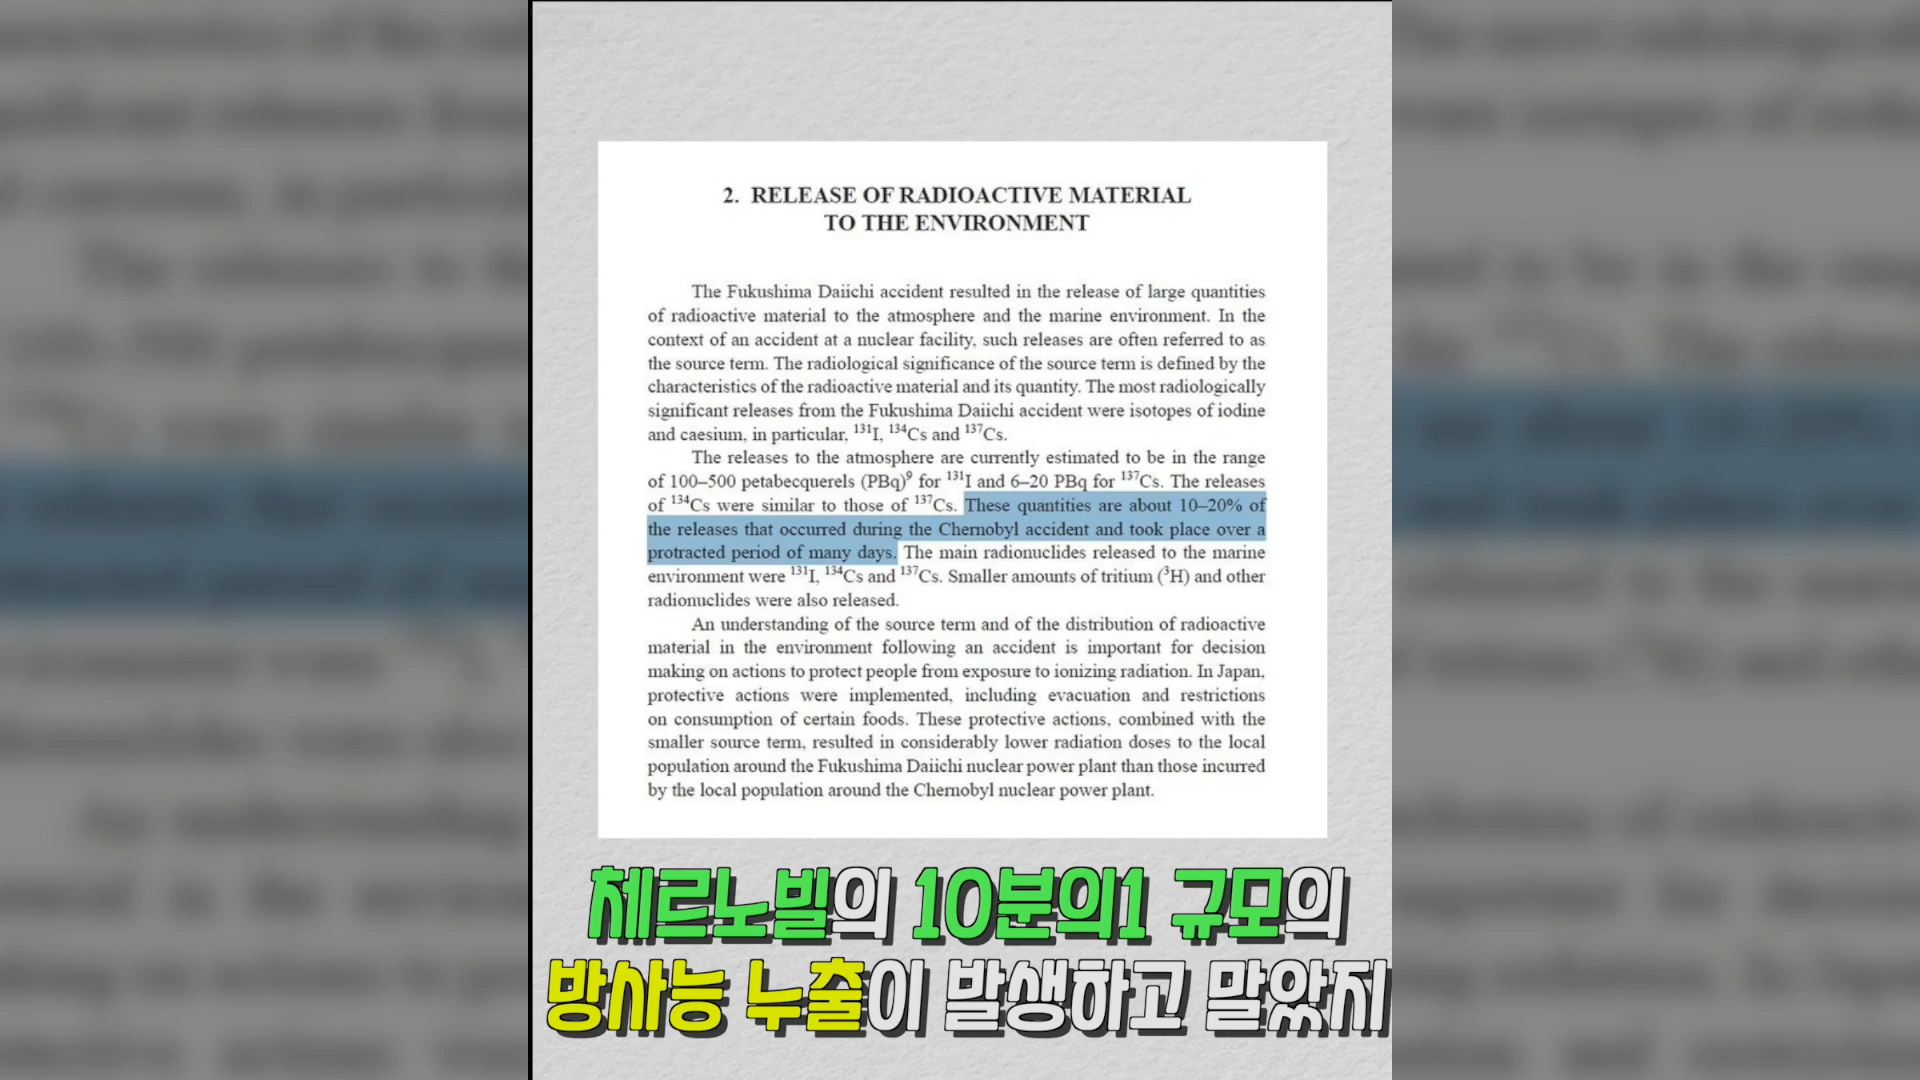 2. RELEASE OF RADIOACTIVE MATERIAL
TO THE ENVIRONMENT
The Fukushima Daiichi accident resulted in the release of large quantities
of radioactive material to the atmosphere and the marine environment. In the
context of an accident at a nuclear facility, such releases are often referred to as
the source term. The radiological significance of the source term is defined by the
characteristics of the radioactive material and its quantity. The most radiologically
significant releases from the Fukushima Daiichi accident were isotopes of iodine
and caesium, in particular, ¹³¹I, ¹³⁴Cs and ¹³⁷Cs.
The releases to the atmosphere are currently estimated to be in the range
of 100–500 petabecquerels (PBq)⁹ for ¹³¹I and 6–20 PBq for ¹³⁷Cs. The releases
of ¹³⁴Cs were similar to those of ¹³⁷Cs. These quantities are about 10–20% of
the releases that occurred during the Chernobyl accident and took place over a
protracted period of many days. The main radionuclides released to the marine
environment were ¹³¹I, ¹³⁴Cs and ¹³⁷Cs. Smaller amounts of tritium (³H) and other
radionuclides were also released.
An understanding of the source term and of the distribution of radioactive
material in the environment following an accident is important for decision
making on actions to protect people from exposure to ionizing radiation. In Japan,
protective actions were implemented, including evacuation and restrictions
on consumption of certain foods. These protective actions, combined with the
smaller source term, resulted in considerably lower radiation doses to the local
population around the Fukushima Daiichi nuclear power plant than those incurred
by the local population around the Chernobyl nuclear power plant.
체르노빌의 10분의1 규모의
방사능 누출이 발생하고 말았지